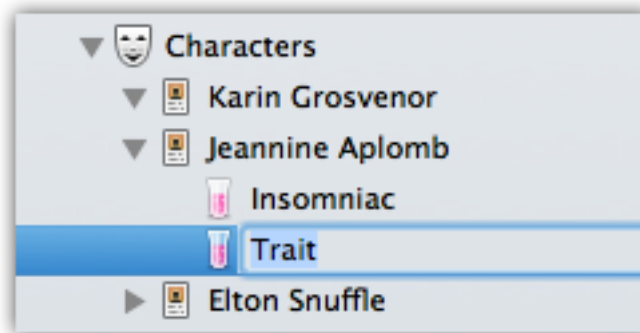 Characters
Karin Grosvenor
Jeannine Aplomb
Insomniac
Trait
Elton Snuffle